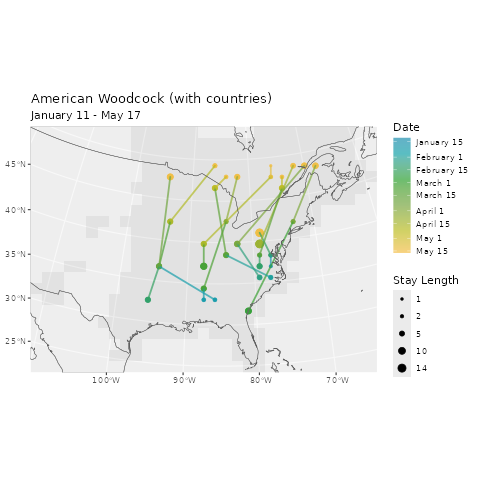 American Woodcock (with countries)
January 11 - May 17
45°N
40°N
35°N
30°N
25°N
100°W
90°W
80°W
70°W
Date
January 15
February 1
February 15
March 1
March 15
April 1
April 15
May 1
May 15
Stay Length
1
2
5
10
14